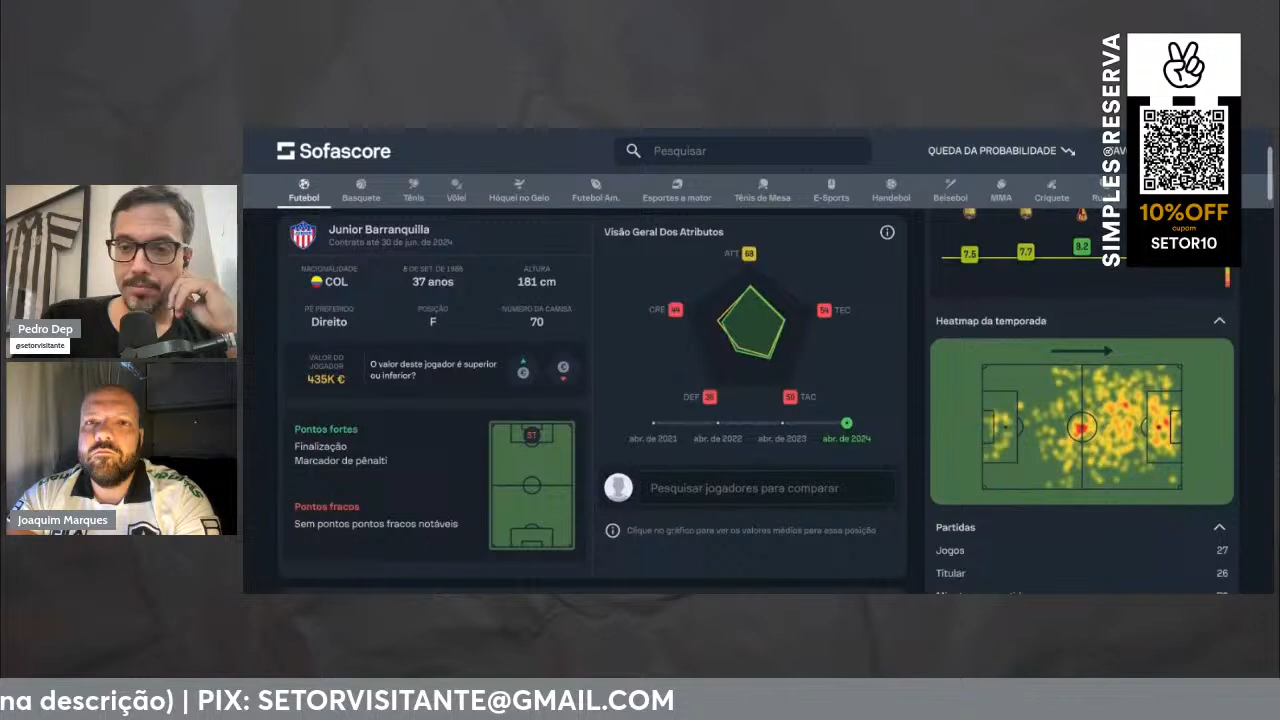 SIMPLES RESERVA
10%OFF
cupom
SETOR10
Sofascore
Pesquisar
QUEDA DA PROBABILIDADE
Futebol
Basquete
Tênis
Vôlei
Hóquei no Gelo
Futebol Am.
Esportes a motor
Tênis de Mesa
E-Sports
Handebol
Beisebol
MMA
Críquete
Junior Barranquilla
Contrato até 30 de jun. de 2024
NACIONALIDADE
COL
8 DE SET. DE 1986
37 anos
ALTURA
181 cm
PÉ PREFERIDO
Direito
POSIÇÃO
F
NÚMERO DA CAMISA
70
VALOR DO
JOGADOR
435K €
O valor deste jogador é superior
ou inferior?
Pontos fortes
Finalização
Marcador de pênalti
Pontos fracos
Sem pontos pontos fracos notáveis
ST
Visão Geral Dos Atributos
ATT 68
CRE 44
54 TEC
DEF 36
50 TAC
abr. de 2021
abr. de 2022
abr. de 2023
abr. de 2024
Pesquisar jogadores para comparar
Clique no gráfico para ver os valores médios para essa posição
7.5
7.7
8.2
Heatmap da temporada
Partidas
Jogos
27
Titular
26
Pedro Dep
@setorvisitante
Joaquim Marques
na descrição) | PIX: SETORVISITANTE@GMAIL.COM